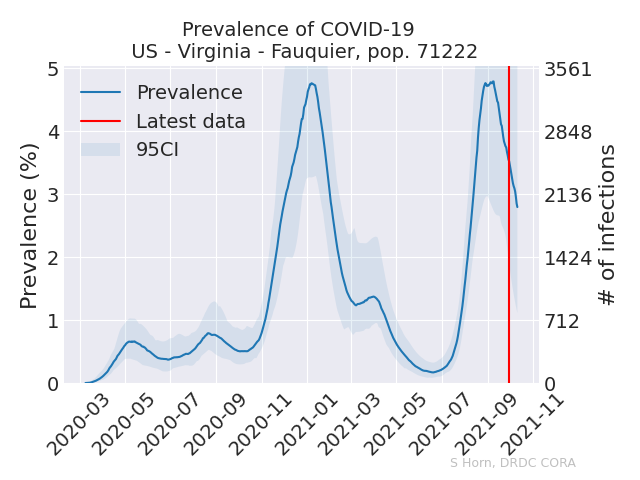 Prevalence of COVID-19
US - Virginia - Fauquier, pop. 71222
Prevalence
Latest data
95CI
Prevalence (%)
5
4
3
2
1
0
3561
2848
2136
1424
712
0
# of infections
2020-03
2020-05
2020-07
2020-09
2020-11
2021-01
2021-03
2021-05
2021-07
2021-09
2021-11
S Horn, DRDC CORA